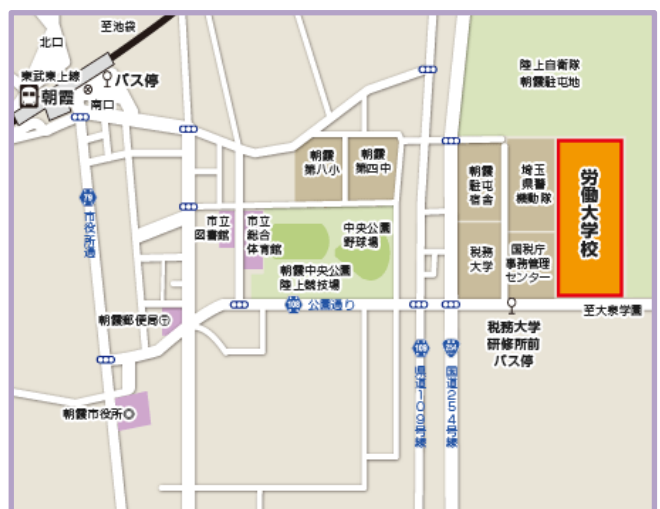 至池袋
北口
東武東上線
バス停
朝霞
南口
陸上自衛隊
朝霞駐屯地
朝霞
第八小
朝霞
第四中
朝霞
駐屯
宿舎
埼玉
県警
機動隊
労働大学校
79
市役所通
市立
図書館
市立
総合
体育館
中央公園
野球場
税務
大学
国税庁
事務管理
センター
朝霞中央公園
陸上競技場
108
公園通り
至大泉学園
朝霞郵便局〒
税務大学
研修所前
バス停
109
県道109号線
254
国道254号線
朝霞市役所◎